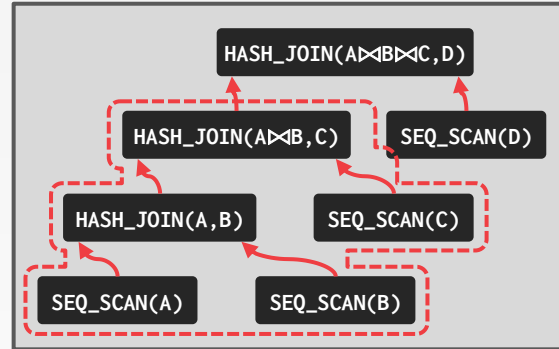 HASH_JOIN(A⋈B⋈C,D)
HASH_JOIN(A⋈B,C)
SEQ_SCAN(D)
HASH_JOIN(A,B)
SEQ_SCAN(C)
SEQ_SCAN(A)
SEQ_SCAN(B)